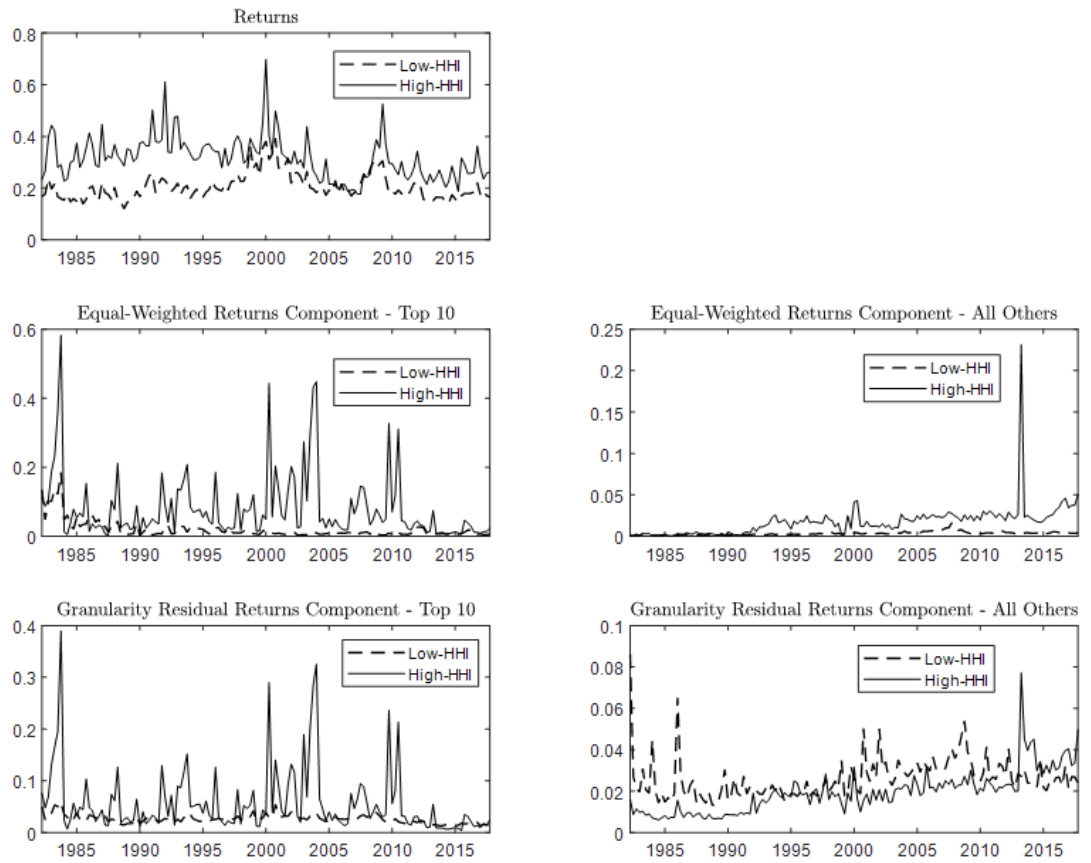 Returns
0.8
0.6
0.4
0.2
0
Low-HHI
High-HHI
1985 1990 1995 2000 2005 2010 2015
Equal-Weighted Returns Component - Top 10
0.6
0.4
0.2
0
Low-HHI
High-HHI
1985 1990 1995 2000 2005 2010 2015
Equal-Weighted Returns Component - All Others
0.25
0.2
0.15
0.1
0.05
0
Low-HHI
High-HHI
1985 1990 1995 2000 2005 2010 2015
Granularity Residual Returns Component - Top 10
0.4
0.3
0.2
0.1
0
Low-HHI
High-HHI
1985 1990 1995 2000 2005 2010 2015
Granularity Residual Returns Component - All Others
0.1
0.08
0.06
0.04
0.02
0
Low-HHI
High-HHI
1985 1990 1995 2000 2005 2010 2015